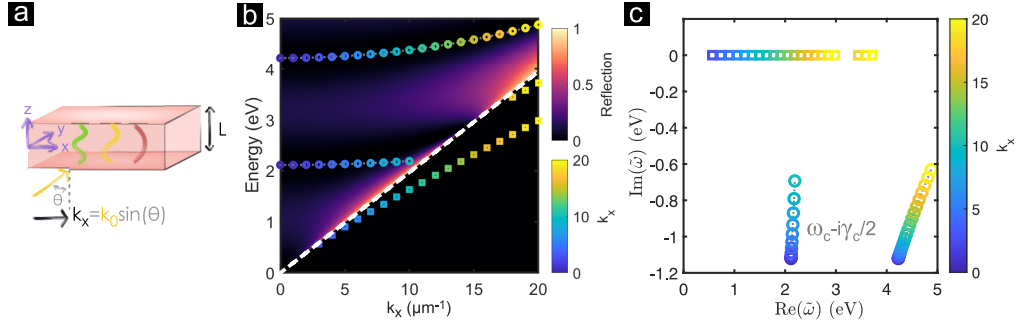 a
z
y
x
L
θ
kₓ=k₀sin(θ)
b
5
4
3
2
1
0
Energy (eV)
0 5 10 15 20
kₓ (μm⁻¹)
1
0.5
0
Reflection
20
10
0
kₓ
c
0
-0.2
-0.4
-0.6
-0.8
-1
-1.2
Im(ω̃) (eV)
ω_c-iγ_c/2
0 1 2 3 4 5
Re(ω̃) (eV)
20
15
10
5
0
kₓ